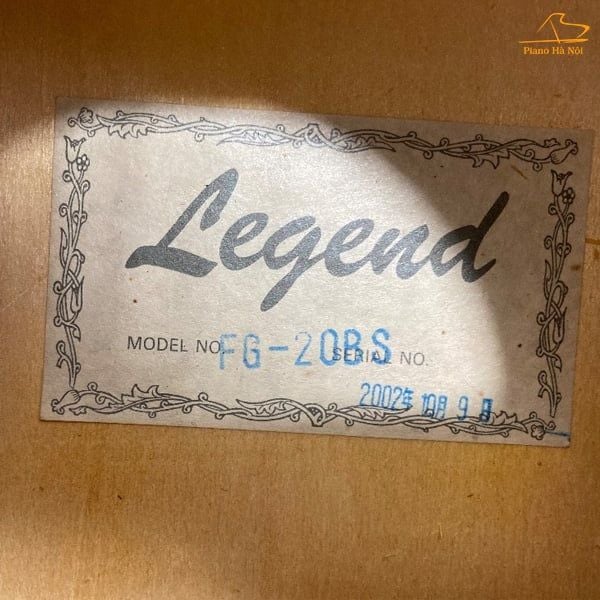 Piano Hà Nội
Legend
MODEL NO. FG-20BS SERIAL NO.
2002年10月9日